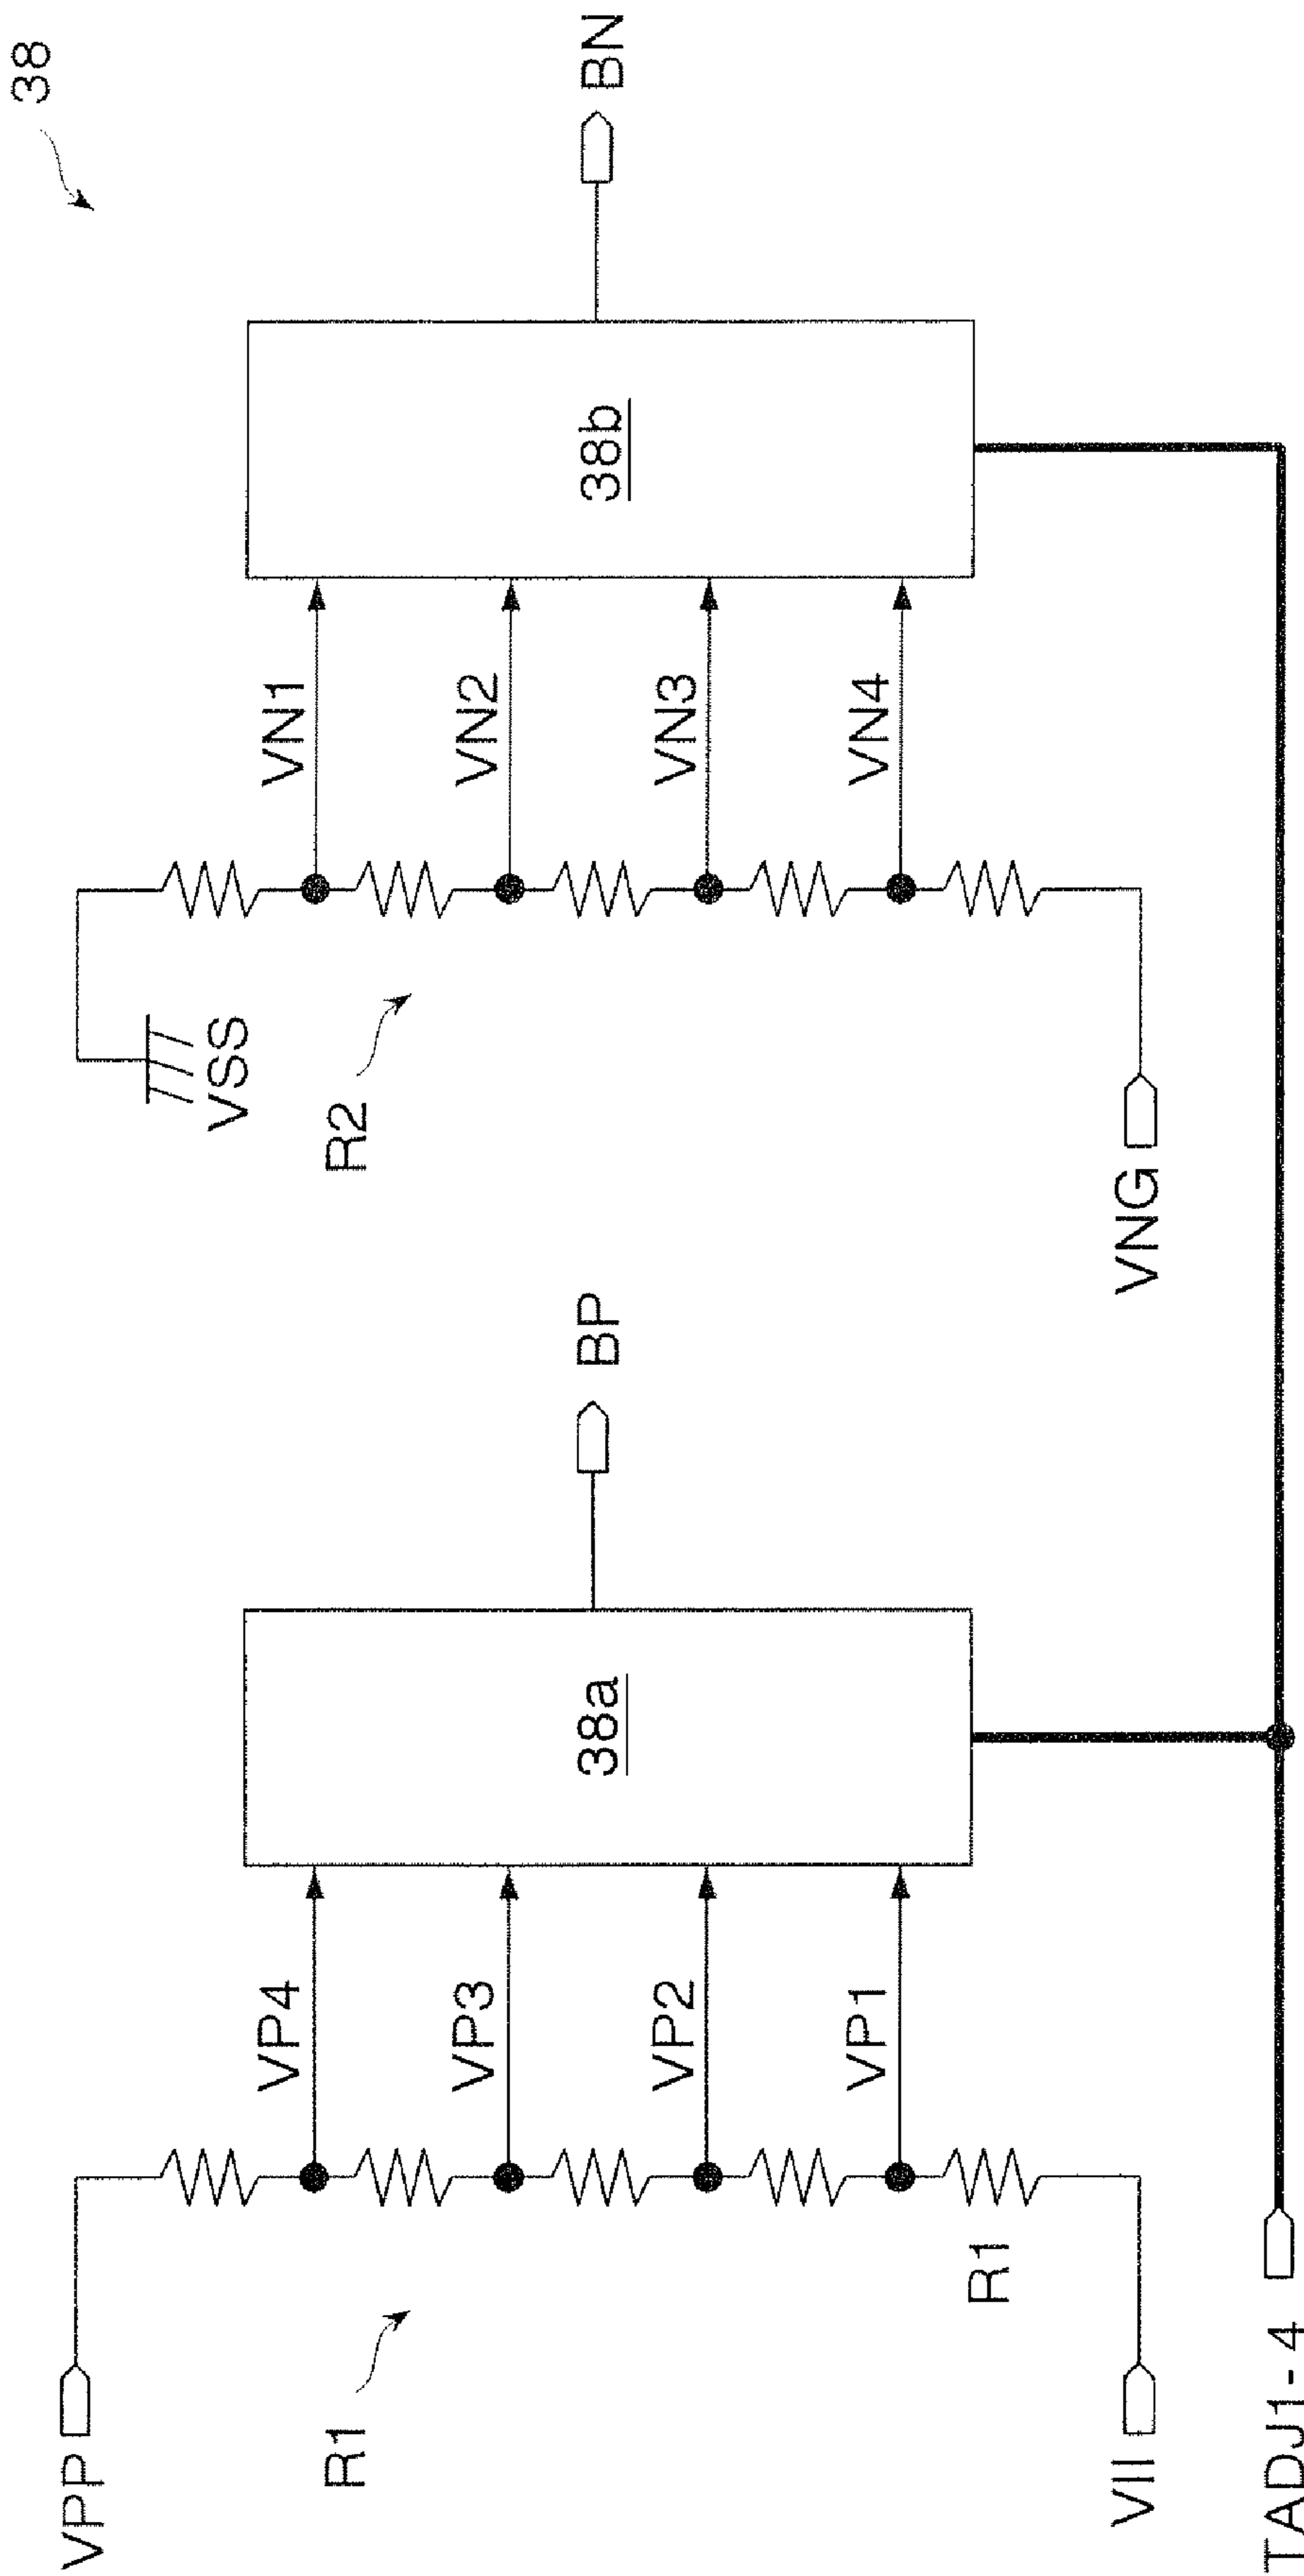 38
VPP
R1
VP4
VP3
VP2
VP1
R1
VII
38a
BP
VSS
R2
VN1
VN2
VN3
VN4
VNG
38b
BN
TADJ1-4